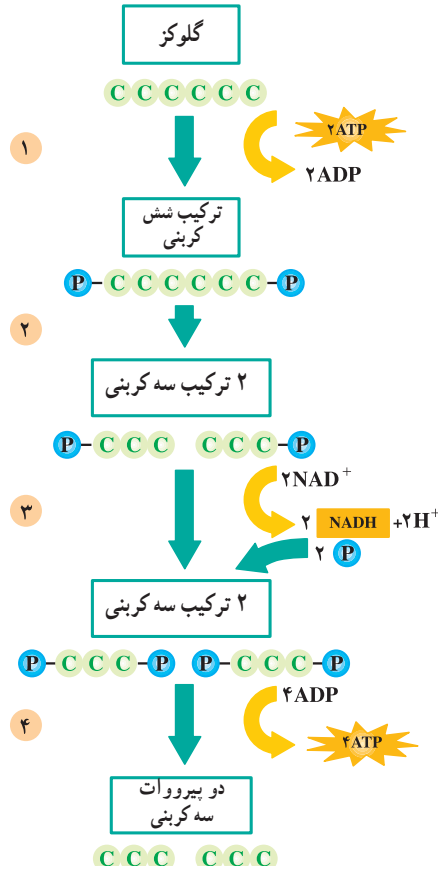 گلوکز
C C C C C C
۲ATP
۱
۲ADP
ترکیب شش
کربنی
P C C C C C C P
۲
۲ ترکیب سه کربنی
P C C C C C C P
۲NAD+
۳
۲ NADH +۲H+
۲ P
۲ ترکیب سه کربنی
P C C C P P C C C P
۴ADP
۴
۴ATP
دو پیرووات
سه کربنی
C C C C C C